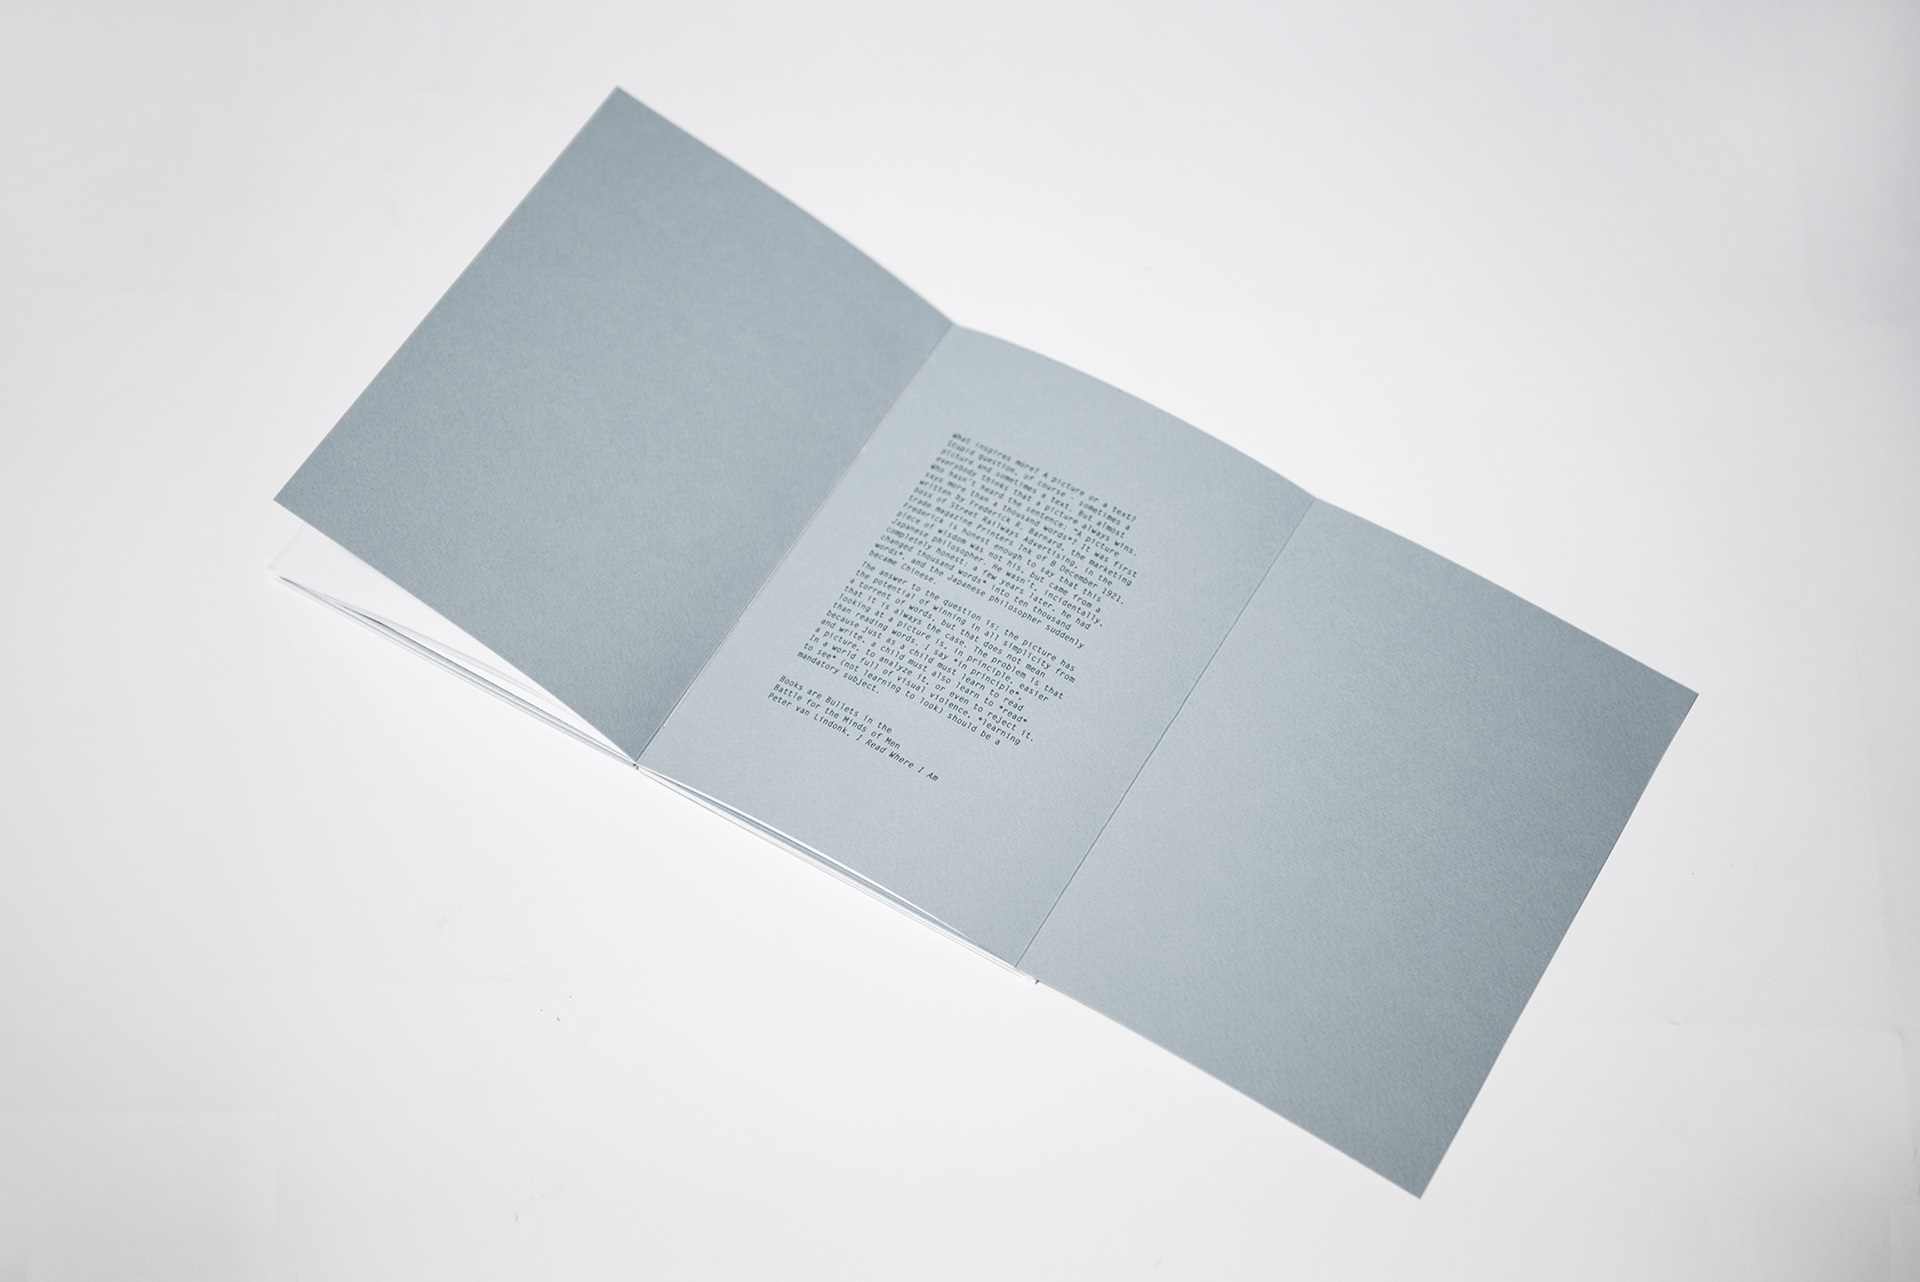 What inspires more? A picture or a text?
Stupid question, of course - sometimes a
picture and sometimes a text. But almost
everybody thinks that a picture always wins.
Who hasn't heard the sentence: "A picture
says more than a thousand words"? It was first
written by Frederick R. Barnard, the marketing
boss of Street Railways Advertising, in the
trade magazine Printers Ink of 8 December 1921.
Frederick is honest enough to say that this
piece of wisdom was not his, but came from a
Japanese philosopher. He wasn't, incidentally,
completely honest: a few years later, he had
changed thousand words" into ten thousand
words", and the Japanese philosopher suddenly
became Chinese.
The answer to the question is: the picture has
the potential of winning in all simplicity from
a torrent of words, but that does not mean
that it is always the case. The problem is that
looking at a picture is, in principle, easier
than reading words. I say "in principle",
because just as a child must learn to read
and write, a child must also learn to "read"
a picture, to analyze it, or even to reject it.
In a world full of visual violence, "learning
to see" (not learning to look) should be a
mandatory subject.
Books are Bullets in the
Battle for the Minds of Men
Peter van Lindonk, I Read Where I Am